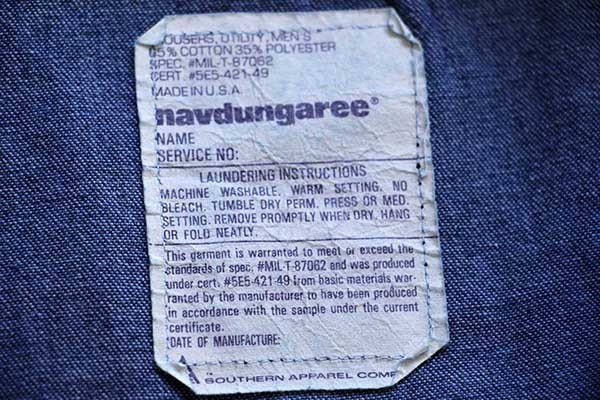 TROUSERS, UTILITY, MEN'S
65% COTTON 35% POLYESTER
SPEC. #MIL-T-87062
CERT. #5E5-421-49
MADE IN U.S.A.
navdungaree®
NAME
SERVICE NO:
LAUNDERING INSTRUCTIONS
MACHINE WASHABLE. WARM SETTING. NO
BLEACH. TUMBLE DRY PERM. PRESS OR MED.
SETTING. REMOVE PROMPTLY WHEN DRY. HANG
OR FOLD NEATLY.
This garment is warranted to meet or exceed the
standards of spec. #MIL-T-87062 and was produced
under cert. #5E5-421-49 from basic materials war-
ranted by the manufacturer to have been produced
in accordance with the sample under the current
certificate.
DATE OF MANUFACTURE:
SOUTHERN APPAREL COMP